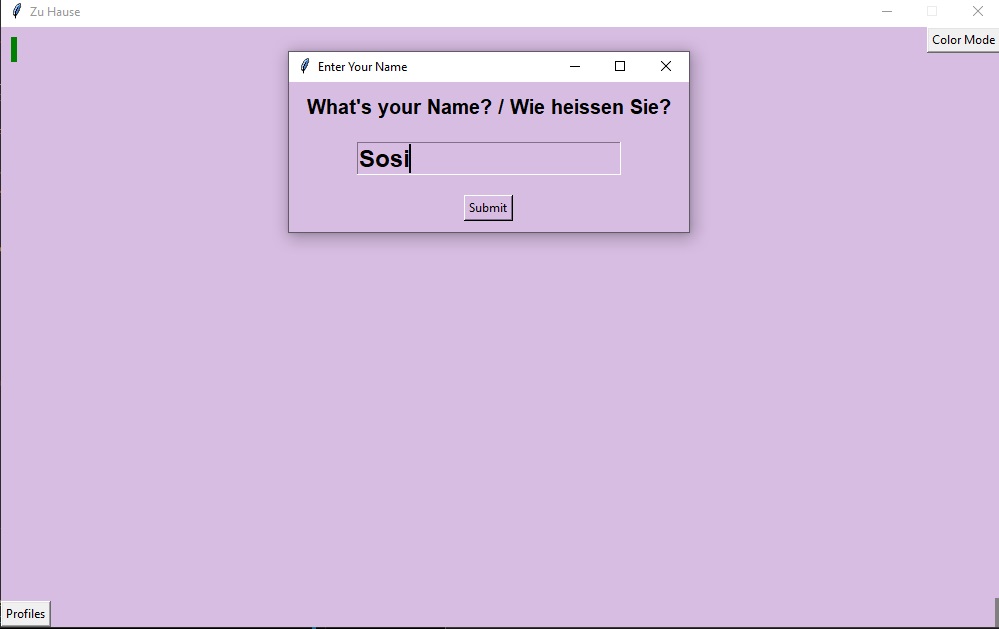 Zu Hause
Color Mode
Enter Your Name
What's your Name? / Wie heissen Sie?
Sosi
Submit
Profiles